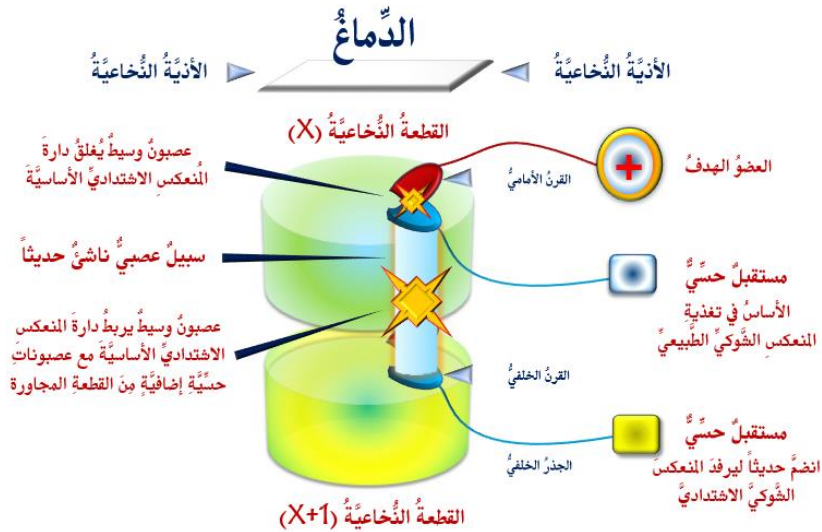 الدِّماغُ
الأذيَّةُ النُّخاعيَّةُ
الأذيَّةُ النُّخاعيَّةُ
القطعةُ النُّخاعيَّةُ (X)
العضوُ الهدفُ
القرنُ الأماميُّ
عصبونٌ وسيطٌ يُغلقُ دارةَ
المُنعكسِ الاشتداديِّ الأساسيَّةَ
سبيلٌ عصبيٌّ ناشئٌ حديثاً
مستقبلٌ حسِّيٌّ
الأساسُ في تغذيةِ
المنعكسِ الشَّوكيِّ الطَّبيعيِّ
عصبونٌ وسيطٌ يربطُ دارةَ المنعكس
الاشتداديِّ الأساسيَّةَ مع عصبوناتٍ
حسِّيَّةٍ إضافيَّةٍ مِنَ القطعةِ المجاورة
القرنُ الخلفيُّ
مستقبلٌ حسِّيٌّ
انضمَّ حديثاً ليرفدَ المنعكسَ
الشَّوكيَّ الاشتداديَّ
الجذرُ الخلفيُّ
القطعةُ النُّخاعيَّةُ (X+1)